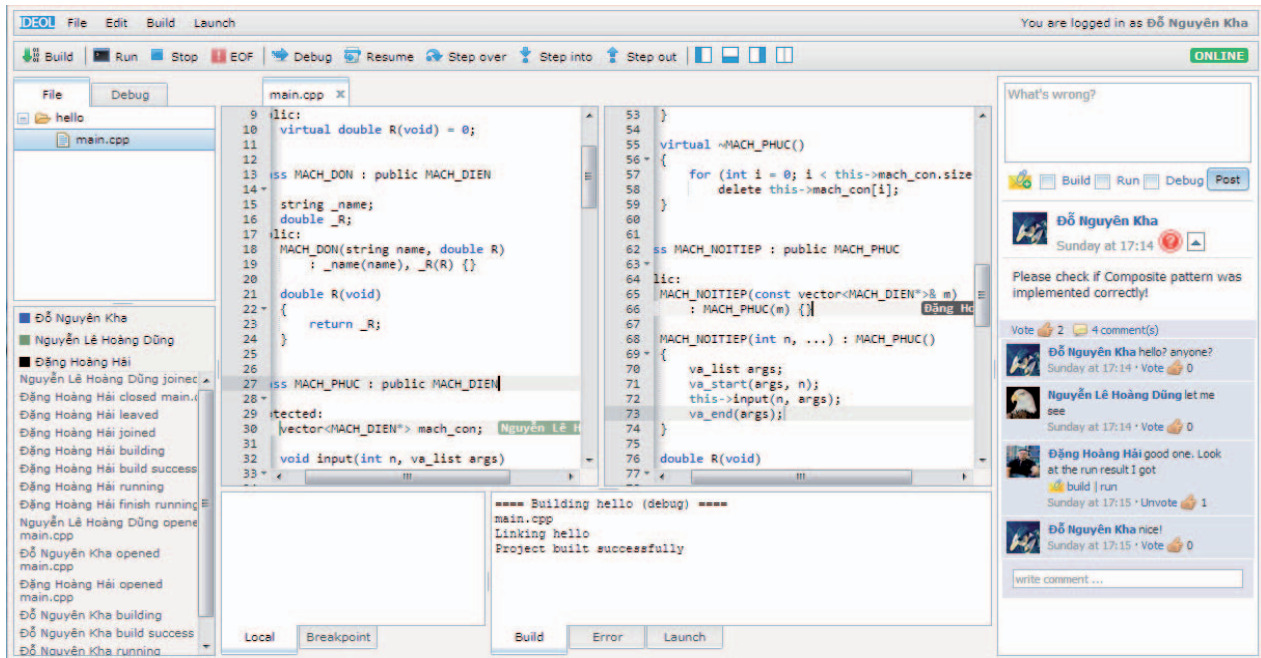 IDEOL File Edit Build Launch
You are logged in as Đỗ Nguyên Kha
Build Run Stop EOF Debug Resume Step over Step into Step out
ONLINE
File Debug
hello
main.cpp
Đỗ Nguyên Kha
Nguyễn Lê Hoàng Dũng
Đặng Hoàng Hải
Nguyễn Lê Hoàng Dũng joined
Đặng Hoàng Hải closed main.c
Đặng Hoàng Hải leaved
Đặng Hoàng Hải joined
Đặng Hoàng Hải building
Đặng Hoàng Hải build success
Đặng Hoàng Hải running
Đặng Hoàng Hải finish running
Nguyễn Lê Hoàng Dũng opene
main.cpp
Đỗ Nguyên Kha opened
main.cpp
Đặng Hoàng Hải opened
main.cpp
Đỗ Nguyên Kha building
Đỗ Nguyên Kha build success
Đỗ Nguyên Kha running
main.cpp
9 lic:
10 virtual double R(void) = 0;
11
12
13 ss MACH_DON : public MACH_DIEN
14
15 string _name;
16 double _R;
17 lic:
18 MACH_DON(string name, double R)
19 : _name(name), _R(R) {}
20
21 double R(void)
22 {
23 return _R;
24 }
25
26
27 ss MACH_PHUC : public MACH_DIEN
28
29 tected:
30 vector<MACH_DIEN*> mach_con; Nguyễn Lê H
31
32 void input(int n, va_list args)
33
53 }
54
55 virtual ~MACH_PHUC()
56 {
57 for (int i = 0; i < this->mach_con.size
58 delete this->mach_con[i];
59 }
60
61
62 ss MACH_NOITIEP : public MACH_PHUC
63
64 lic:
65 MACH_NOITIEP(const vector<MACH_DIEN*>& m)
66 : MACH_PHUC(m) {} Đặng Ho
67
68 MACH_NOITIEP(int n, ...) : MACH_PHUC()
69 {
70 va_list args;
71 va_start(args, n);
72 this->input(n, args);
73 va_end(args);
74 }
75
76 double R(void)
77
Local Breakpoint
==== Building hello (debug) ====
main.cpp
Linking hello
Project built successfully
Build Error Launch
What's wrong?
Build Run Debug Post
Đỗ Nguyên Kha
Sunday at 17:14
Please check if Composite pattern was
implemented correctly!
Vote 2 4 comment(s)
Đỗ Nguyên Kha hello? anyone?
Sunday at 17:14 · Vote 0
Nguyễn Lê Hoàng Dũng let me
see
Sunday at 17:14 · Vote 0
Đặng Hoàng Hải good one. Look
at the run result I got
build | run
Sunday at 17:15 · Unvote 1
Đỗ Nguyên Kha nice!
Sunday at 17:15 · Vote 0
write comment ...